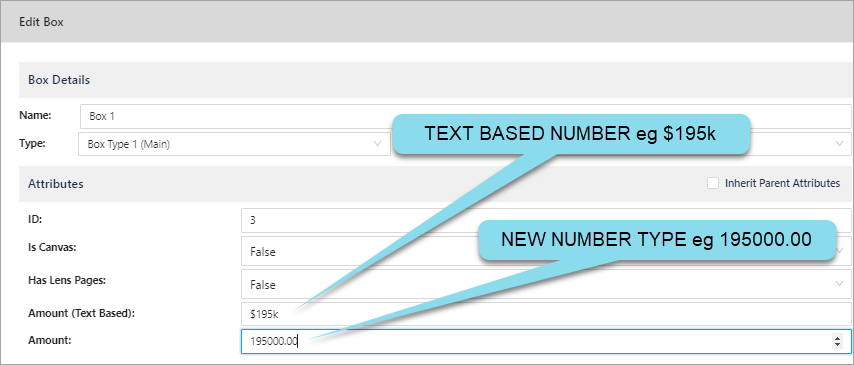 Edit Box
Box Details
Name: Box 1
TEXT BASED NUMBER eg $195k
Type: Box Type 1 (Main)
Attributes Inherit Parent Attributes
ID: 3
NEW NUMBER TYPE eg 195000.00
Is Canvas: False
Has Lens Pages: False
Amount (Text Based): $195k
Amount: 195000.00